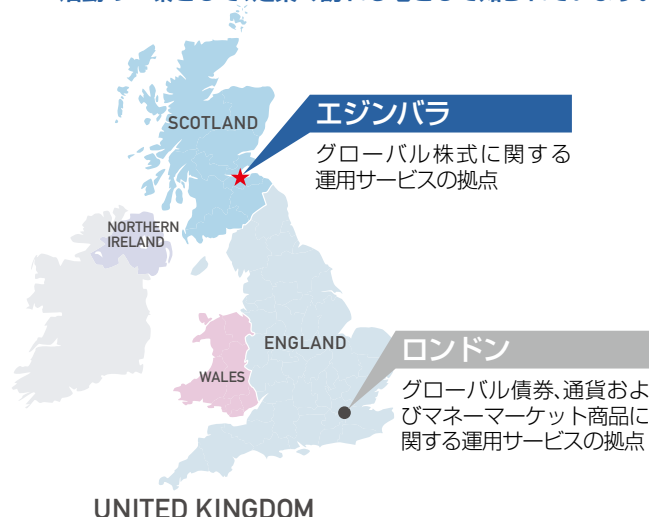 SCOTLAND
エジンバラ
グローバル株式に関する
運用サービスの拠点
NORTHERN
IRELAND
ENGLAND
WALES
ロンドン
グローバル債券、通貨およ
びマネーマーケット商品に
関する運用サービスの拠点
UNITED KINGDOM